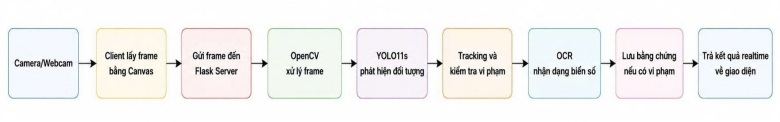 Camera/Webcam
Client lấy frame
bằng Canvas
Gửi frame đến
Flask Server
OpenCV
xử lý frame
YOLO11s
phát hiện đối tượng
Tracking và
kiểm tra vi phạm
OCR
nhận dạng biển số
Lưu bằng chứng
nếu có vi phạm
Trả kết quả realtime
về giao diện